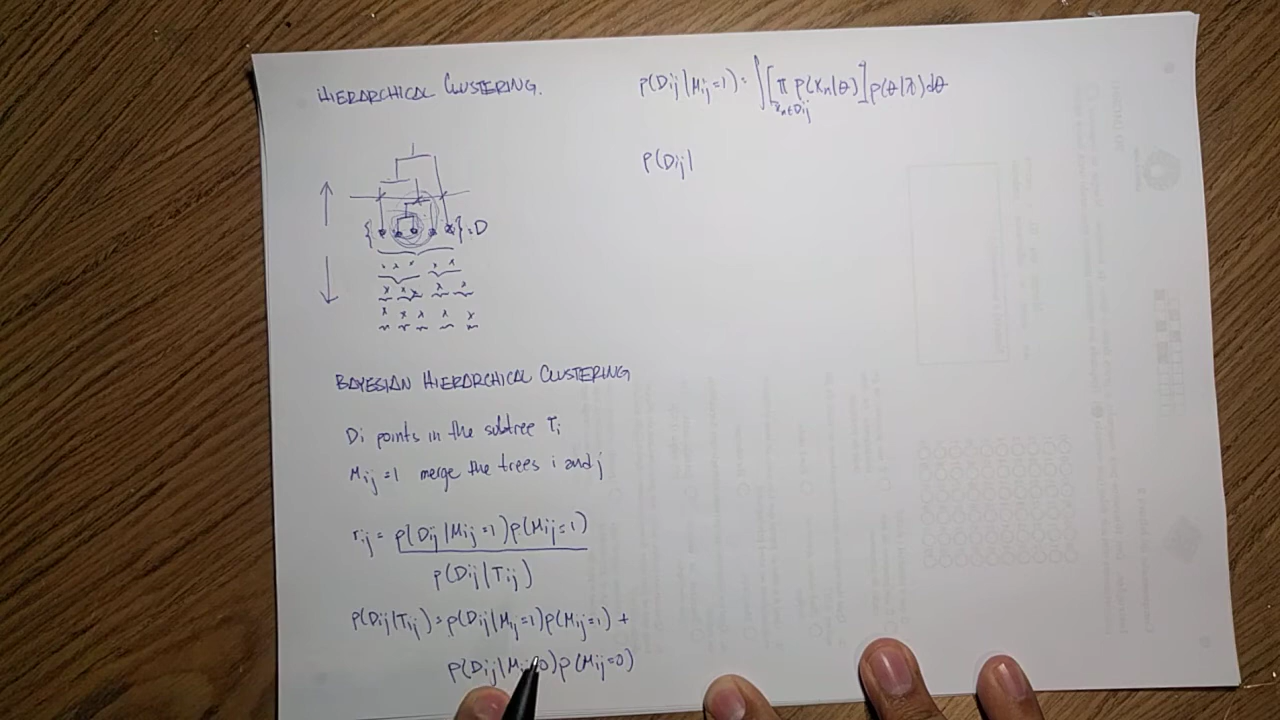 HIERARCHICAL CLUSTERING.
{ } = D
BAYESIAN HIERARCHICAL CLUSTERING
Di points in the subtree Ti
Mij=1 merge the trees i and j
rij = p(Dij|Mij=1)p(Mij=1)
p(Dij|Tij)
p(Dij|Tij)=p(Dij|Mij=1)p(Mij=1) +
p(Dij|Mij=0)p(Mij=0)
p(Dij|Mij=1)= ∫[π p(xn|θ)]p(θ|λ)dθ
xn∈Dij
p(Dij|